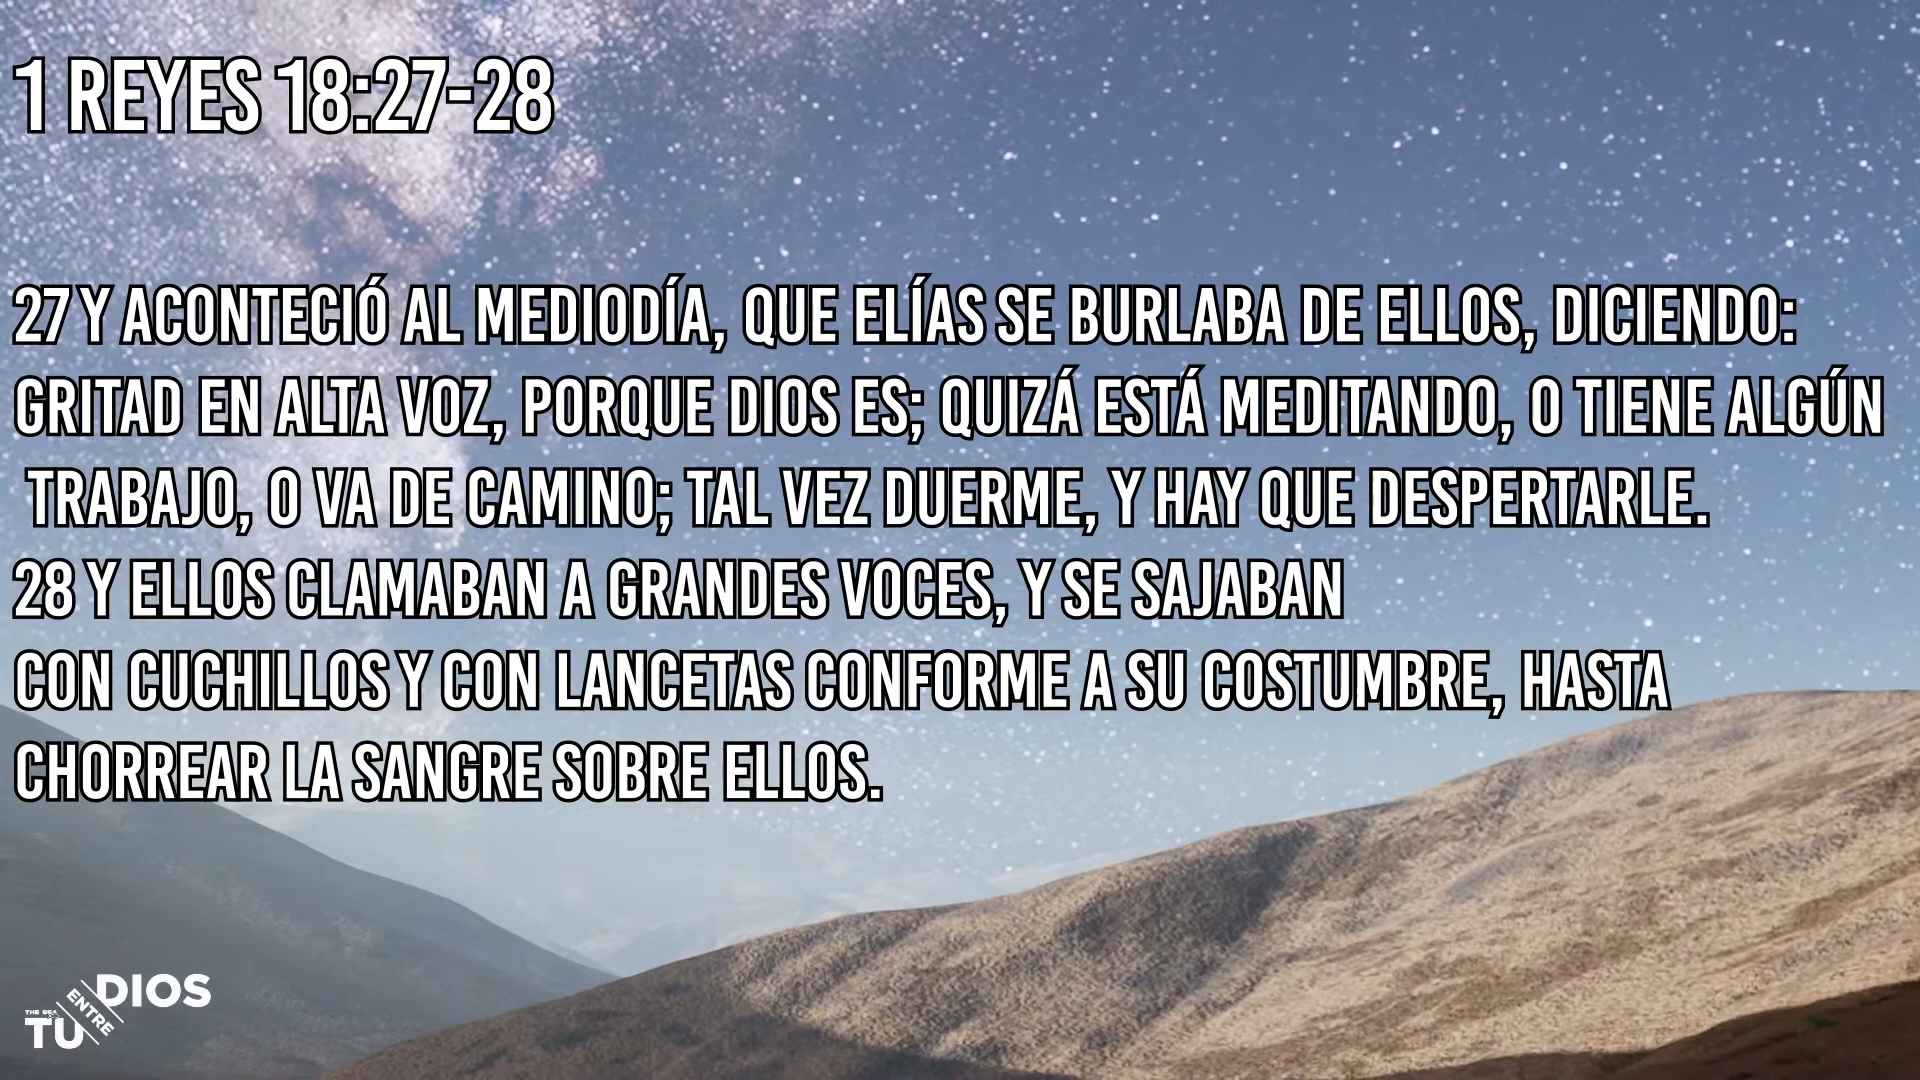 1 REYES 18:27-28
27 Y ACONTECIÓ AL MEDIODÍA, QUE ELÍAS SE BURLABA DE ELLOS, DICIENDO:
GRITAD EN ALTA VOZ, PORQUE DIOS ES; QUIZÁ ESTÁ MEDITANDO, O TIENE ALGÚN
TRABAJO, O VA DE CAMINO; TAL VEZ DUERME, Y HAY QUE DESPERTARLE.
28 Y ELLOS CLAMABAN A GRANDES VOCES, Y SE SAJABAN
CON CUCHILLOS Y CON LANCETAS CONFORME A SU COSTUMBRE, HASTA
CHORREAR LA SANGRE SOBRE ELLOS.
DIOS
ENTRE
THE SEA
TU